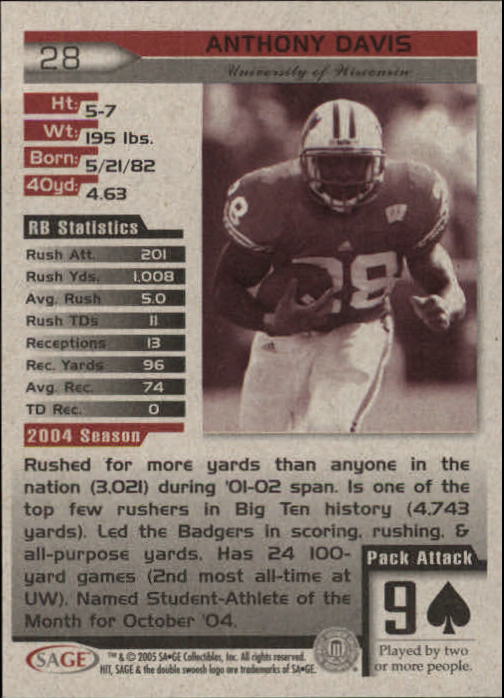 28
ANTHONY DAVIS
University of Wisconsin
Ht: 5-7
Wt: 195 lbs.
Born: 5/21/82
40yd: 4.63
RB Statistics
Rush Att. 201
Rush Yds. 1,008
Avg. Rush 5.0
Rush TDs 11
Receptions 13
Rec. Yards 96
Avg. Rec. 74
TD Rec. 0
2004 Season
28
W
Rushed for more yards than anyone in the
nation (3,021) during '01-02 span. Is one of the
top few rushers in Big Ten history (4,743
yards). Led the Badgers in scoring, rushing, &
all-purpose yards. Has 24 100-
yard games (2nd most all-time at
UW). Named Student-Athlete of the
Month for October '04.
Pack Attack
9♠
Played by two
or more people.
SAGE
™ & © 2005 SA•GE Collectibles, Inc. All rights reserved.
HIT, SAGE & the double swoosh logo are trademarks of SA•GE.